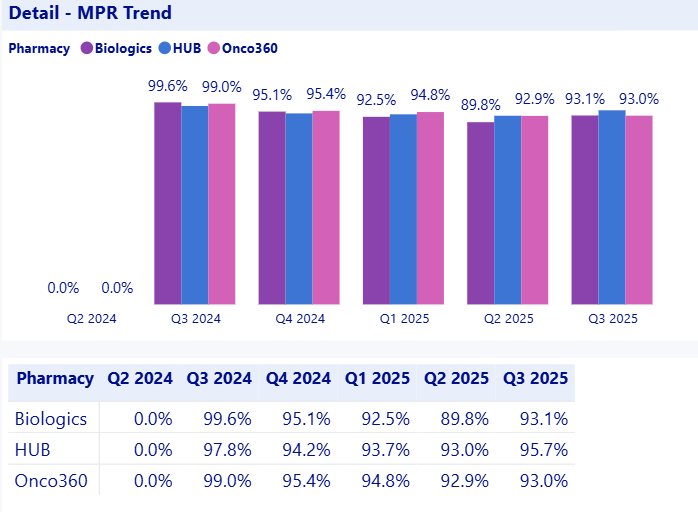 Detail - MPR Trend
Pharmacy Biologics HUB Onco360
99.6% 99.0% 95.1% 95.4% 92.5% 94.8% 89.8% 92.9% 93.1% 93.0%
0.0% 0.0%
Q2 2024 Q3 2024 Q4 2024 Q1 2025 Q2 2025 Q3 2025
Pharmacy Q2 2024 Q3 2024 Q4 2024 Q1 2025 Q2 2025 Q3 2025
Biologics 0.0% 99.6% 95.1% 92.5% 89.8% 93.1%
HUB 0.0% 97.8% 94.2% 93.7% 93.0% 95.7%
Onco360 0.0% 99.0% 95.4% 94.8% 92.9% 93.0%